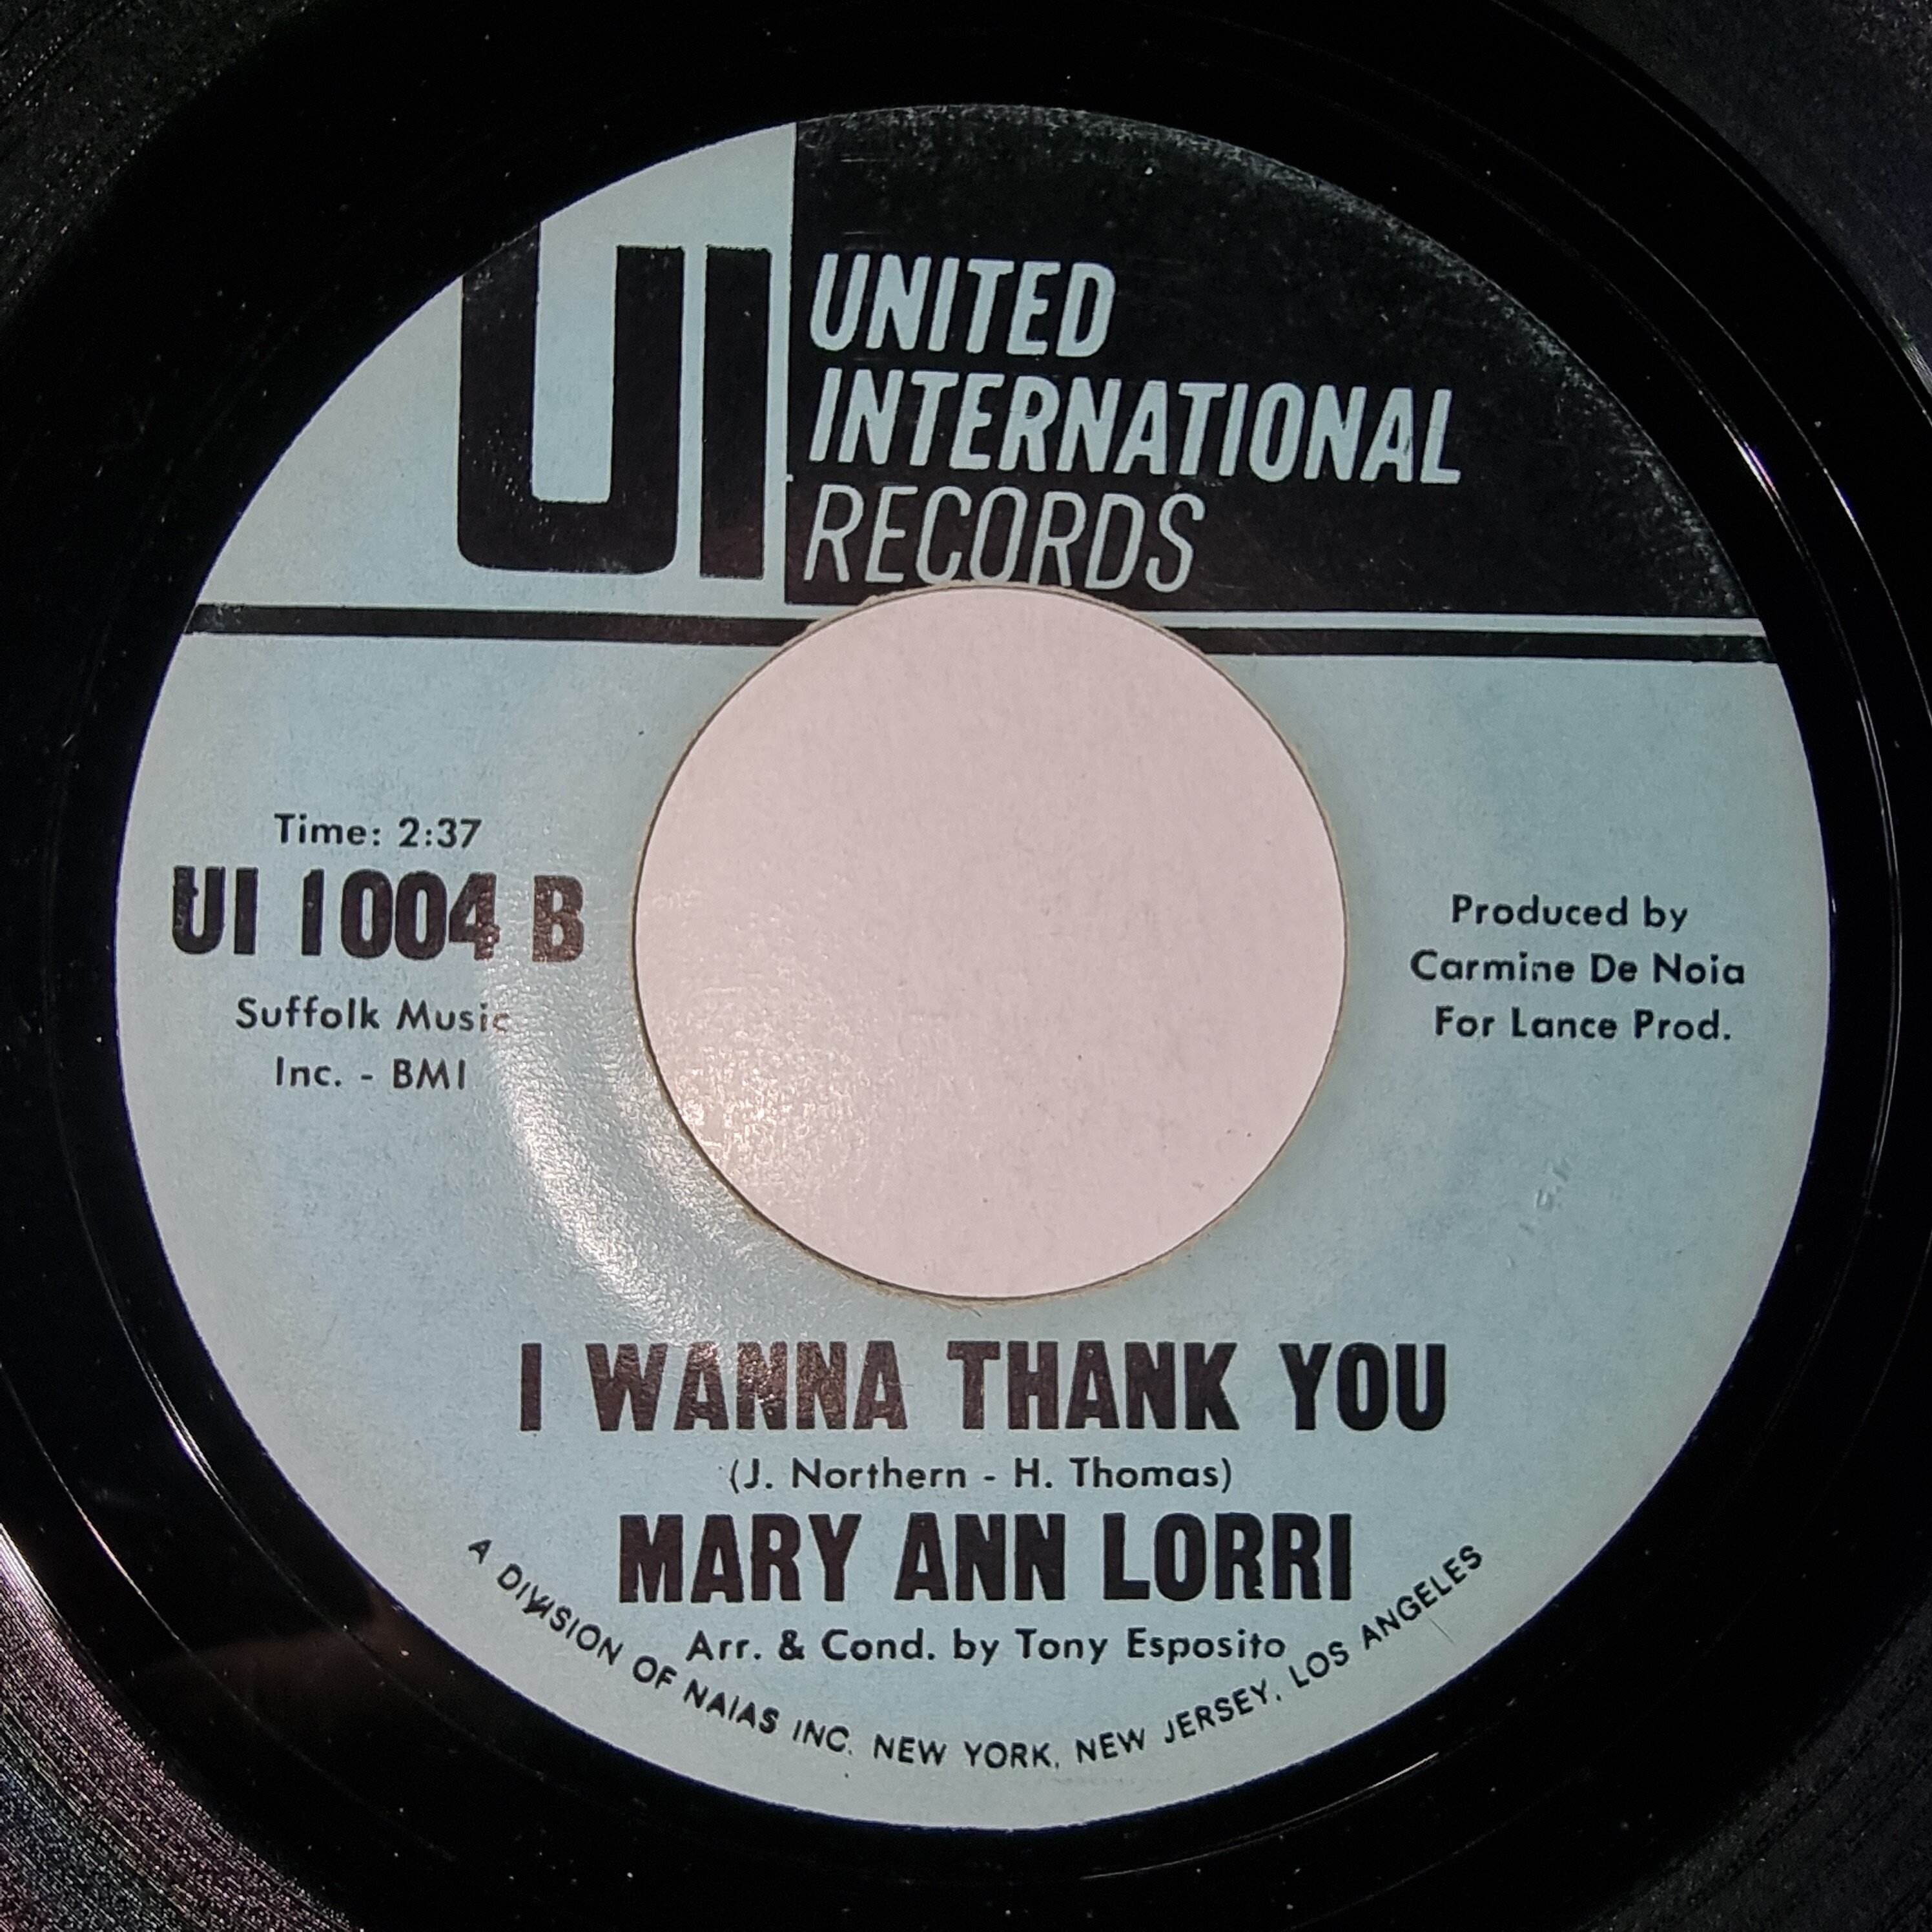 UI
UNITED
INTERNATIONAL
RECORDS
Time: 2:37
UI 1004 B
Suffolk Music
Inc. - BMI
Produced by
Carmine De Noia
For Lance Prod.
I WANNA THANK YOU
(J. Northern - H. Thomas)
MARY ANN LORRI
Arr. & Cond. by Tony Esposito
A DIVISION OF NAIAS INC. NEW YORK, NEW JERSEY, LOS ANGELES